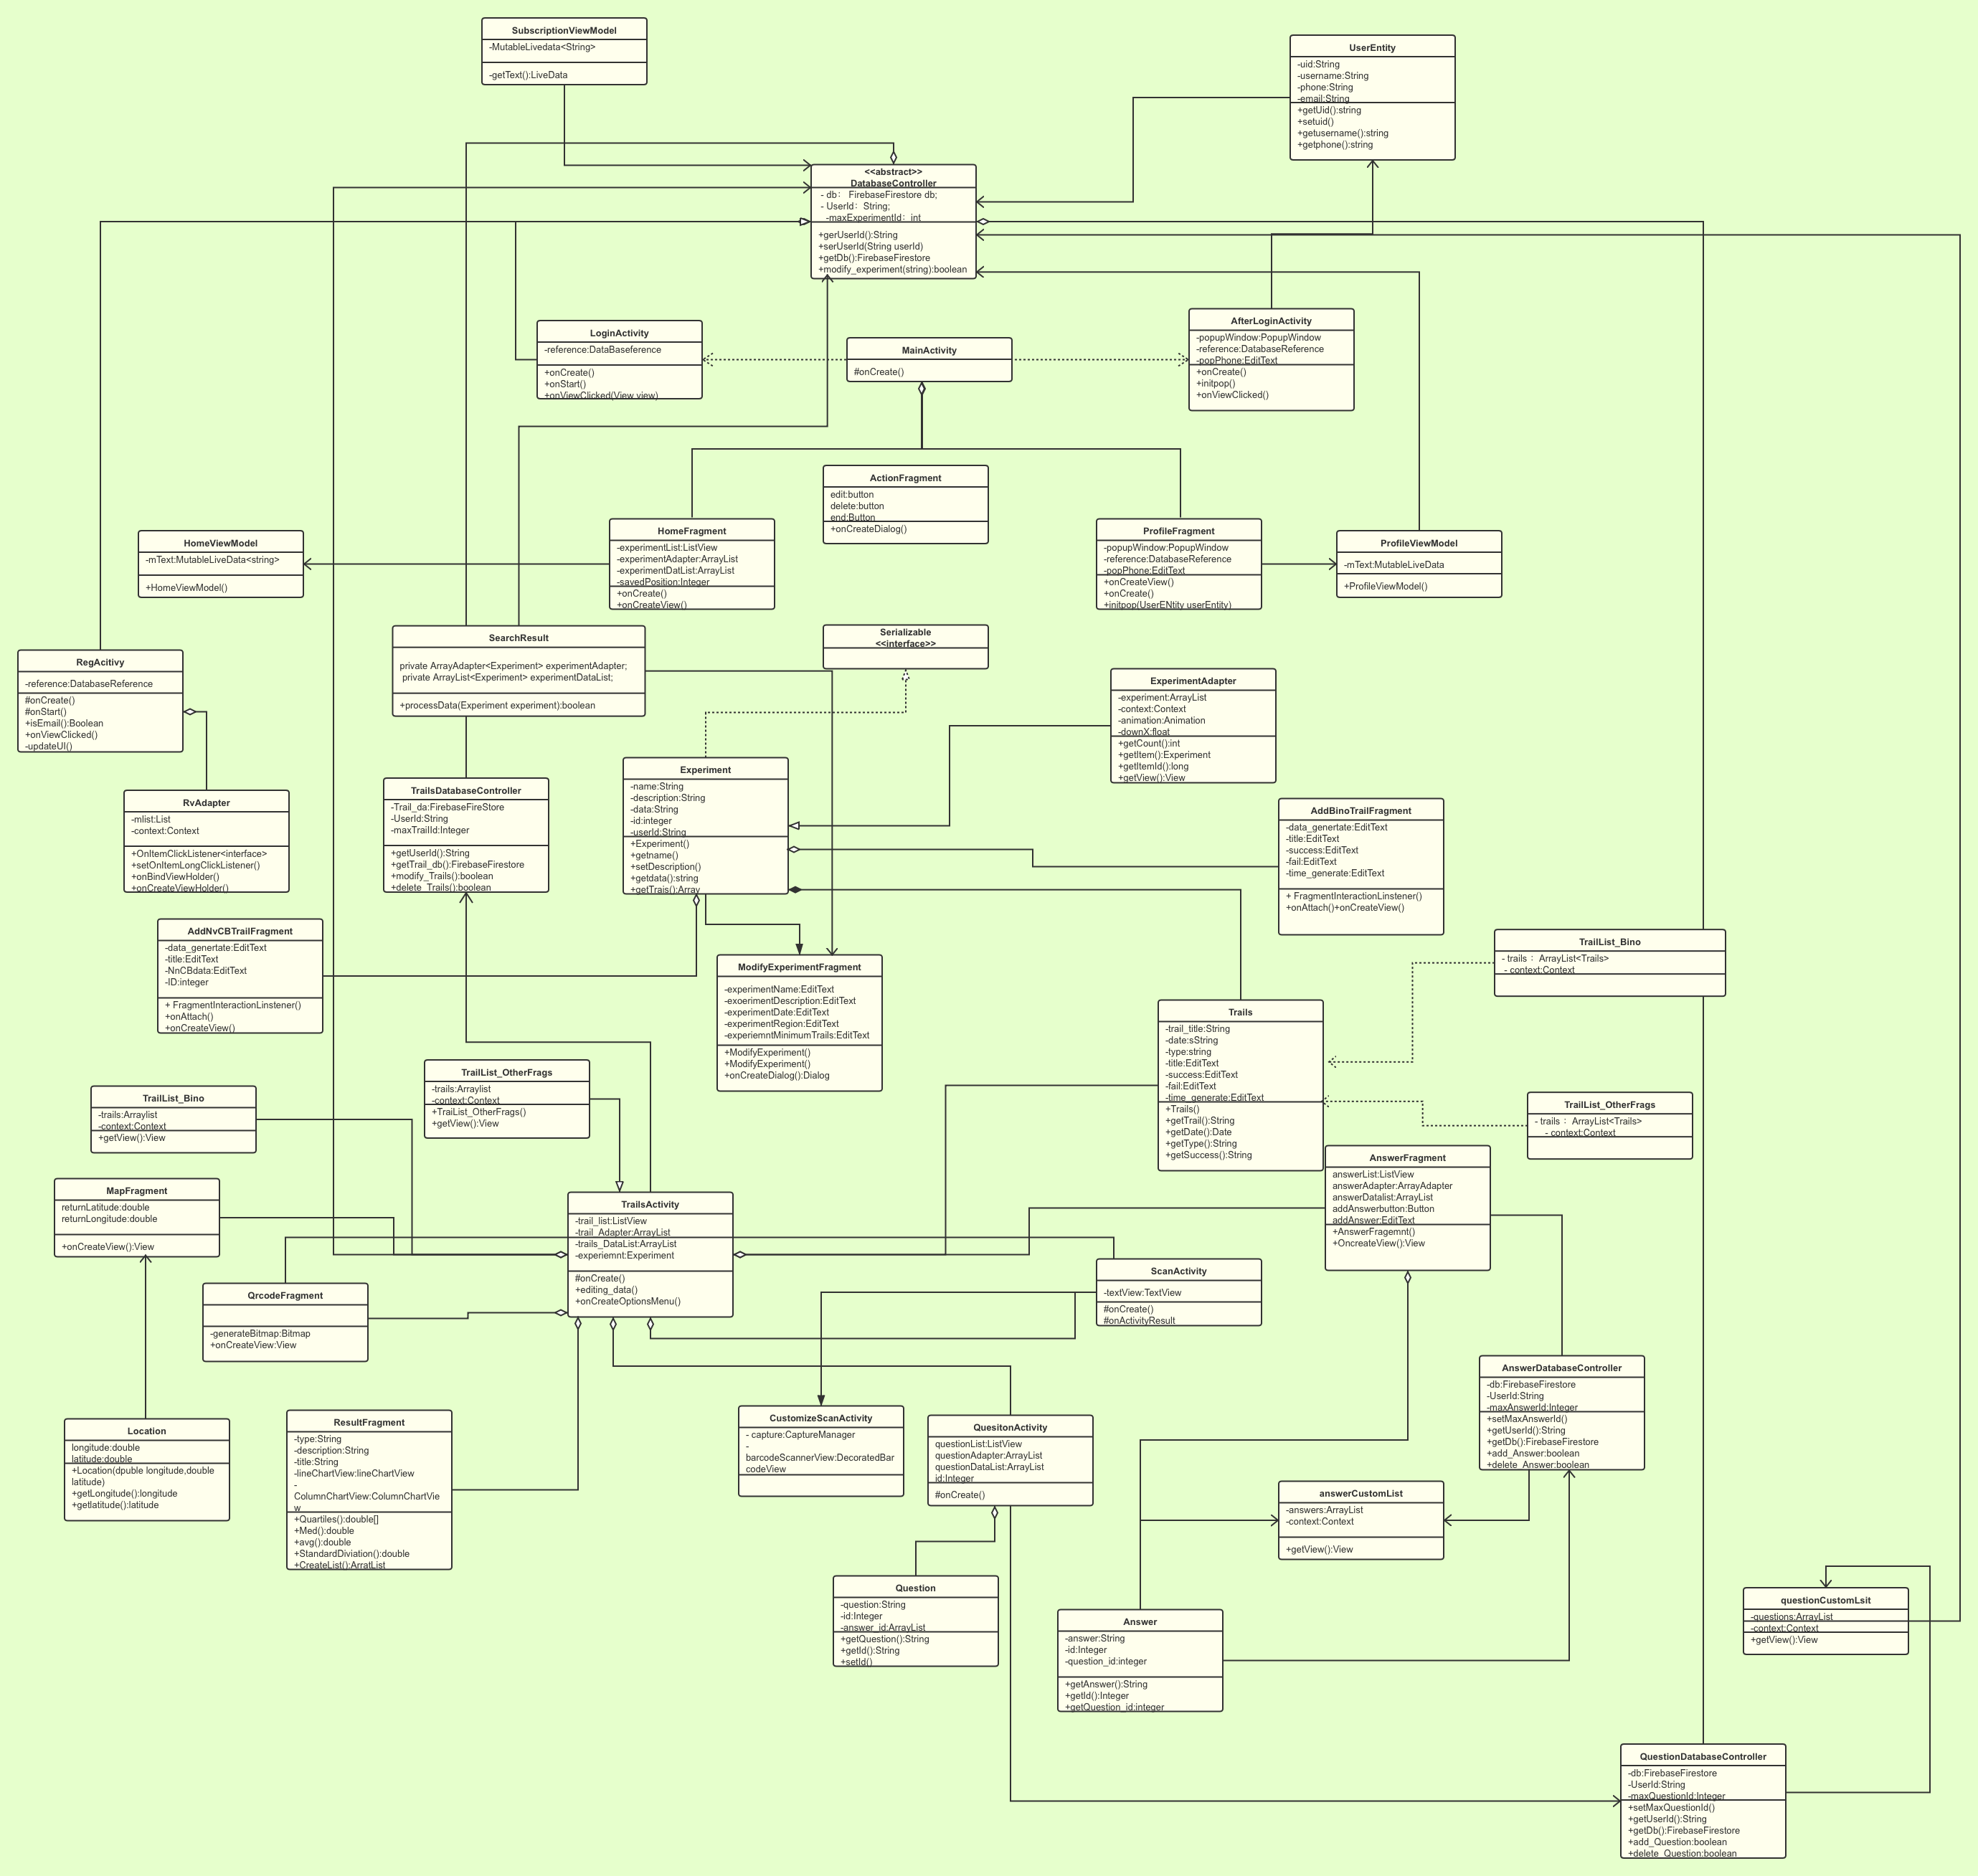 SubscriptionViewModel
-MutableLivedata<String>
-getText():LiveData
UserEntity
-uid:String
-username:String
-phone:String
-email:String
+getUid():string
+setuid()
+getusername():string
+getphone():string
<<abstract>>
DatabaseController
- db： FirebaseFirestore db;
- UserId：String;
-maxExperimentId：int
+gerUserId():String
+serUserId(String userId)
+getDb():FirebaseFirestore
+modify_experiment(string):boolean
LoginActivity
-reference:DataBaseference
+onCreate()
+onStart()
+onViewClicked(View view)
MainActivity
#onCreate()
AfterLoginActivity
-popupWindow:PopupWindow
-reference:DatabaseReference
-popPhone:EditText
+onCreate()
+initpop()
+onViewClicked()
ActionFragment
edit:button
delete:button
end:Button
+onCreateDialog()
HomeViewModel
-mText:MutableLiveData<string>
+HomeViewModel()
HomeFragment
-experimentList:ListView
-experimentAdapter:ArrayList
-experimentDatList:ArrayList
-savedPosition:Integer
+onCreate()
+onCreateView()
ProfileFragment
-popupWindow:PopupWindow
-reference:DatabaseReference
-popPhone:EditText
+onCreateView()
+onCreate()
+initpop(UserENtity userEntity)
ProfileViewModel
-mText:MutableLiveData
+ProfileViewModel()
SearchResult
private ArrayAdapter<Experiment> experimentAdapter;
private ArrayList<Experiment> experimentDataList;
+processData(Experiment experiment):boolean
Serializable
<<interface>>
RegAcitivy
-reference:DatabaseReference
#onCreate()
#onStart()
+isEmail():Boolean
+onViewClicked()
-updateUI()
ExperimentAdapter
-experiment:ArrayList
-context:Context
-animation:Animation
-downX:float
+getCount():int
+getItem():Experiment
+getItemId():long
+getView():View
RvAdapter
-mlist:List
-context:Context
+OnItemClickListener<interface>
+setOnItemLongClickListener()
+onBindViewHolder()
+onCreateViewHolder()
TrailsDatabaseController
-Trail_da:FirebaseFireStore
-UserId:String
-maxTrailId:Integer
+getUserId():String
+getTrail_db():FirebaseFirestore
+modify_Trails():boolean
+delete_Trails():boolean
Experiment
-name:String
-description:String
-data:String
-id:integer
-userId:String
+Experiment()
+getname()
+setDescription()
+getdata():string
+getTrais():Array
AddBinoTrailFragment
-data_genertate:EditText
-title:EditText
-success:EditText
-fail:EditText
-time_generate:EditText
+ FragmentInteractionLinstener()
+onAttach()+onCreateView()
AddNvCBTrailFragment
-data_genertate:EditText
-title:EditText
-NnCBdata:EditText
-ID:integer
+ FragmentInteractionLinstener()
+onAttach()
+onCreateView()
ModifyExperimentFragment
-experimentName:EditText
-exoerimentDescription:EditText
-experimentDate:EditText
-experimentRegion:EditText
-experiemntMinimumTrails:EditText
+ModifyExperiment()
+ModifyExperiment()
+onCreateDialog():Dialog
TrailList_Bino
- trails： ArrayList<Trails>
- context:Context
Trails
-trail_title:String
-date:sString
-type:string
-title:EditText
-success:EditText
-fail:EditText
-time_generate:EditText
+Trails()
+getTrail():String
+getDate():Date
+getType():String
+getSuccess():String
TrailList_OtherFrags
-trails:Arraylist
-context:Context
+TraiList_OtherFrags()
+getView():View
TrailList_Bino
-trails:Arraylist
-context:Context
+getView():View
TrailList_OtherFrags
- trails： ArrayList<Trails>
- context:Context
AnswerFragment
answerList:ListView
answerAdapter:ArrayAdapter
answerDatalist:ArrayList
addAnswerbutton:Button
addAnswer:EditText
+AnswerFragemnt()
+OncreateView():View
MapFragment
returnLatitude:double
returnLongitude:double
+onCreateView():View
TrailsActivity
-trail_list:ListView
-trail_Adapter:ArrayList
-trails_DataList:ArrayList
-experiemnt:Experiment
#onCreate()
+editing_data()
+onCreateOptionsMenu()
ScanActivity
-textView:TextView
#onCreate()
#onActivityResult
QrcodeFragment
-generateBitmap:Bitmap
+onCreateView:View
AnswerDatabaseController
-db:FirebaseFirestore
-UserId:String
-maxAnswerId:Integer
+setMaxAnswerId()
+getUserId():String
+getDb():FirebaseFirestore
+add_Answer:boolean
+delete_Answer:boolean
Location
longitude:double
latitude:double
+Location(dpuble longitude,double
latitude)
+getLongitude():longitude
+getlatitude():latitude
ResultFragment
-type:String
-description:String
-title:String
-lineChartView:lineChartView
-
ColumnChartView:ColumnChartVie
w
+Quartiles():double[]
+Med():double
+avg():double
+StandardDiviation():double
+CreateList():ArratList
CustomizeScanActivity
- capture:CaptureManager
-
barcodeScannerView:DecoratedBar
codeView
QuesitonActivity
questionList:ListView
questionAdapter:ArrayList
questionDataList:ArrayList
id:Integer
#onCreate()
answerCustomList
-answers:ArrayList
-context:Context
+getView():View
Question
-question:String
-id:Integer
-answer_id:ArrayList
+getQuestion():String
+getId():String
+setId()
Answer
-answer:String
-id:Integer
-question_id:integer
+getAnswer():String
+getId():Integer
+getQuestion_id:integer
questionCustomLsit
-questions:ArrayList
-context:Context
+getView():View
QuestionDatabaseController
-db:FirebaseFirestore
-UserId:String
-maxQuestionId:Integer
+setMaxQuestionId()
+getUserId():String
+getDb():FirebaseFirestore
+add_Question:boolean
+delete_Question:boolean